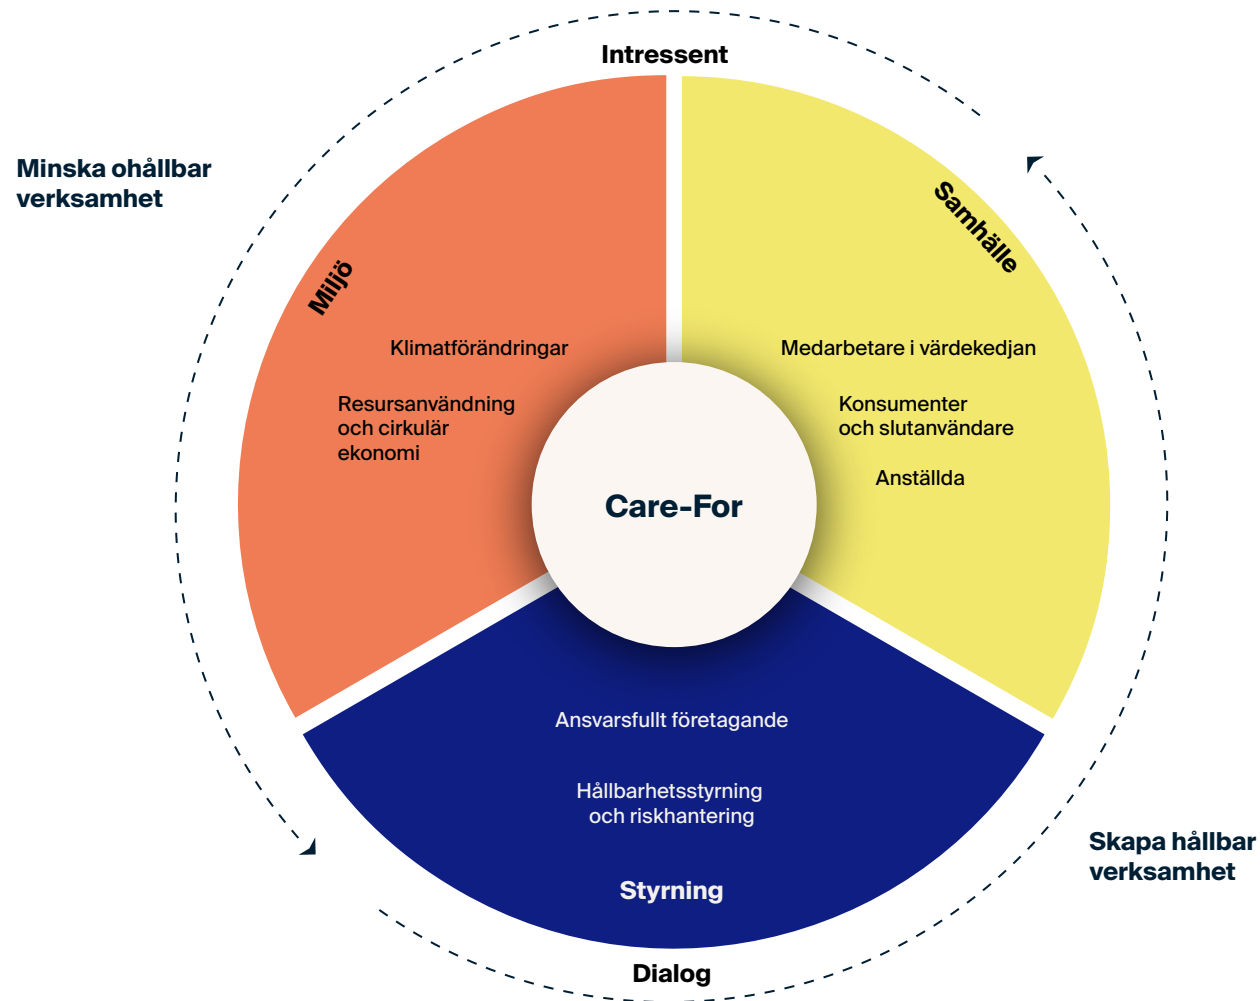 Intressent
Minska ohållbar
verksamhet
Miljö
Samhälle
Klimatförändringar
Resursanvändning
och cirkulär
ekonomi
Medarbetare i värdekedjan
Konsumenter
och slutanvändare
Anställda
Care-For
Ansvarsfullt företagande
Hållbarhetsstyrning
och riskhantering
Styrning
Skapa hållbar
verksamhet
Dialog